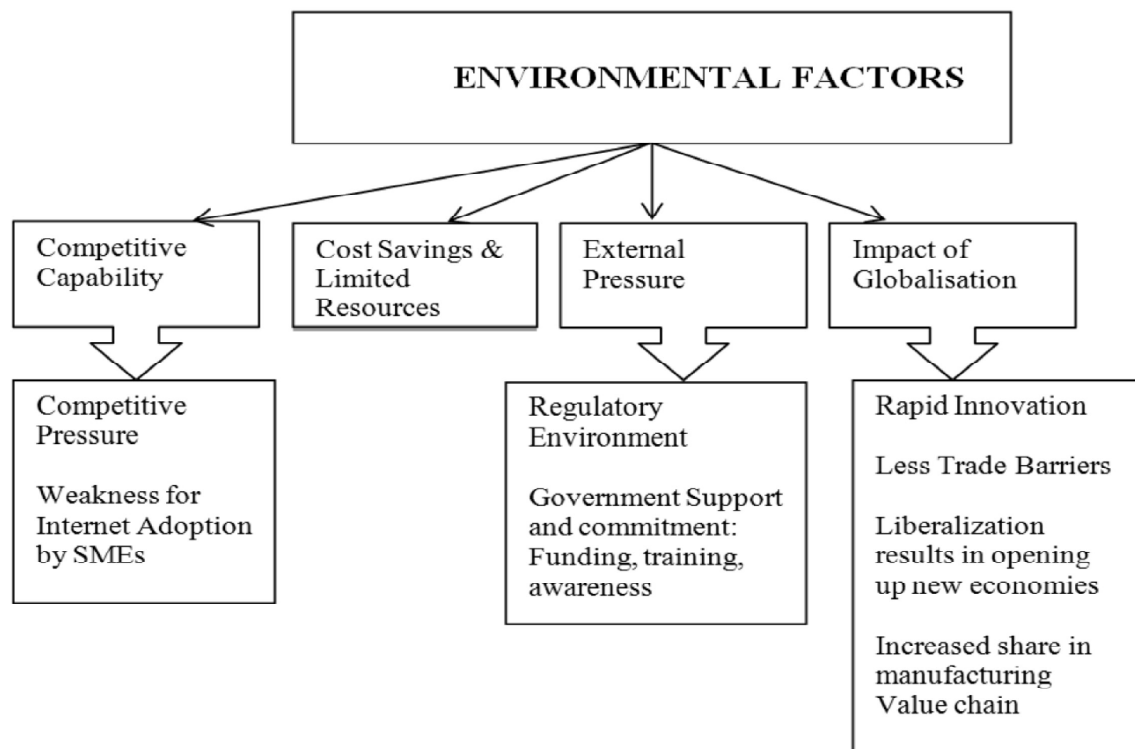 ENVIRONMENTAL FACTORS
Competitive
Capability
Cost Savings &
Limited
Resources
External
Pressure
Impact of
Globalisation
Competitive
Pressure
Weakness for
Internet Adoption
by SMEs
Regulatory
Environment
Government Support
and commitment:
Funding, training,
awareness
Rapid Innovation
Less Trade Barriers
Liberalization
results in opening
up new economies
Increased share in
manufacturing
Value chain